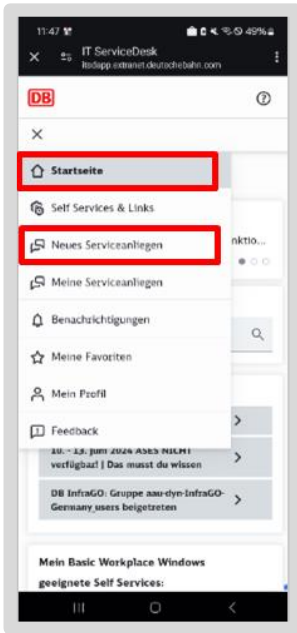 11:47
49%
IT ServiceDesk
itsdapp.extranet.deutschebahn.com
DB
Startseite
Self Services & Links
Neues Serviceanliegen
nktio...
Meine Serviceanliegen
Benachrichtigungen
Meine Favoriten
Mein Profil
Feedback
10. - 13. Juni 2024 ASES NICHT
verfügbar! | Das musst du wissen
DB InfraGO: Gruppe aau-dyn-InfraGO-
Germany_users beigetreten
Mein Basic Workplace Windows
geeignete Self Services: